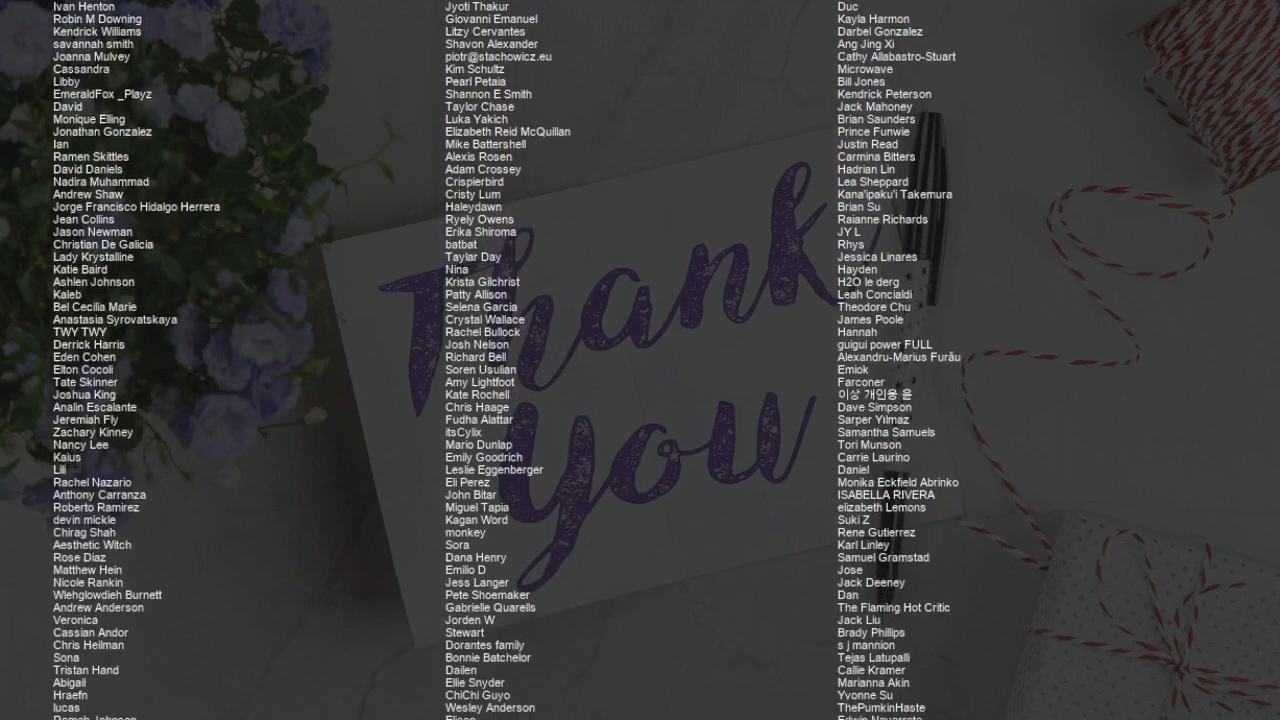 Ivan Henton
Robin M Downing
Kendrick Williams
savannah smith
Joanna Mulvey
Cassandra
Libby
EmeraldFox _Playz
David
Monique Elling
Jonathan Gonzalez
Ian
Ramen Skittles
David Daniels
Nadira Muhammad
Andrew Shaw
Jorge Francisco Hidalgo Herrera
Jean Collins
Jason Newman
Christian De Galicia
Lady Krystalline
Katie Baird
Ashlen Johnson
Kaleb
Bel Cecilia Marie
Anastasia Syrovatskaya
TWY TWY
Derrick Harris
Eden Cohen
Elton Cocoli
Tate Skinner
Joshua King
Analin Escalante
Jeremiah Fly
Zachary Kinney
Nancy Lee
Kaius
Lili
Rachel Nazario
Anthony Carranza
Roberto Ramirez
devin mickle
Chirag Shah
Aesthetic Witch
Rose Diaz
Matthew Hein
Nicole Rankin
Wlehglowdieh Burnett
Andrew Anderson
Veronica
Cassian Andor
Chris Heilman
Sona
Tristan Hand
Abigail
Hraefn
lucas
Jyoti Thakur
Giovanni Emanuel
Litzy Cervantes
Shavon Alexander
piotr@stachowicz.eu
Kim Schultz
Pearl Petaia
Shannon E Smith
Taylor Chase
Luka Yakich
Elizabeth Reid McQuillan
Mike Battershell
Alexis Rosen
Adam Crossey
Crispierbird
Cristy Lum
Haleydawn
Ryely Owens
Erika Shiroma
batbat
Taylar Day
Nina
Krista Gilchrist
Patty Allison
Selena Garcia
Crystal Wallace
Rachel Bullock
Josh Nelson
Richard Bell
Soren Usulian
Amy Lightfoot
Kate Rochell
Chris Haage
Fudha Alattar
itsCylix
Mario Dunlap
Emily Goodrich
Leslie Eggenberger
Eli Perez
John Bitar
Miguel Tapia
Kagan Word
monkey
Sora
Dana Henry
Emilio D
Jess Langer
Pete Shoemaker
Gabrielle Quarells
Jorden W
Stewart
Dorantes family
Bonnie Batchelor
Dailen
Ellie Snyder
ChiChi Guyo
Wesley Anderson
Duc
Kayla Harmon
Darbel Gonzalez
Ang Jing Xi
Cathy Ailabastro-Stuart
Microwave
Bill Jones
Kendrick Peterson
Jack Mahoney
Brian Saunders
Prince Funwie
Justin Read
Carmina Bitters
Hadrian Lin
Lea Sheppard
Kana'ipaku'i Takemura
Brian Su
Raianne Richards
JY L
Rhys
Jessica Linares
Hayden
H2O le derg
Leah Concialdi
Theodore Chu
James Poole
Hannah
guigui power FULL
Alexandru-Marius Furău
Emiok
Farconer
이상 개인용 윤
Dave Simpson
Sarper Yılmaz
Samantha Samuels
Tori Munson
Carrie Laurino
Daniel
Monika Eckfield Abrinko
ISABELLA RIVERA
elizabeth Lemons
Suki Z
Rene Gutierrez
Karl Linley
Samuel Gramstad
Jose
Jack Deeney
Dan
The Flaming Hot Critic
Jack Liu
Brady Phillips
s j mannion
Tejas Latupalli
Callie Kramer
Marianna Akin
Yvonne Su
ThePumkinHaste
Thank
you